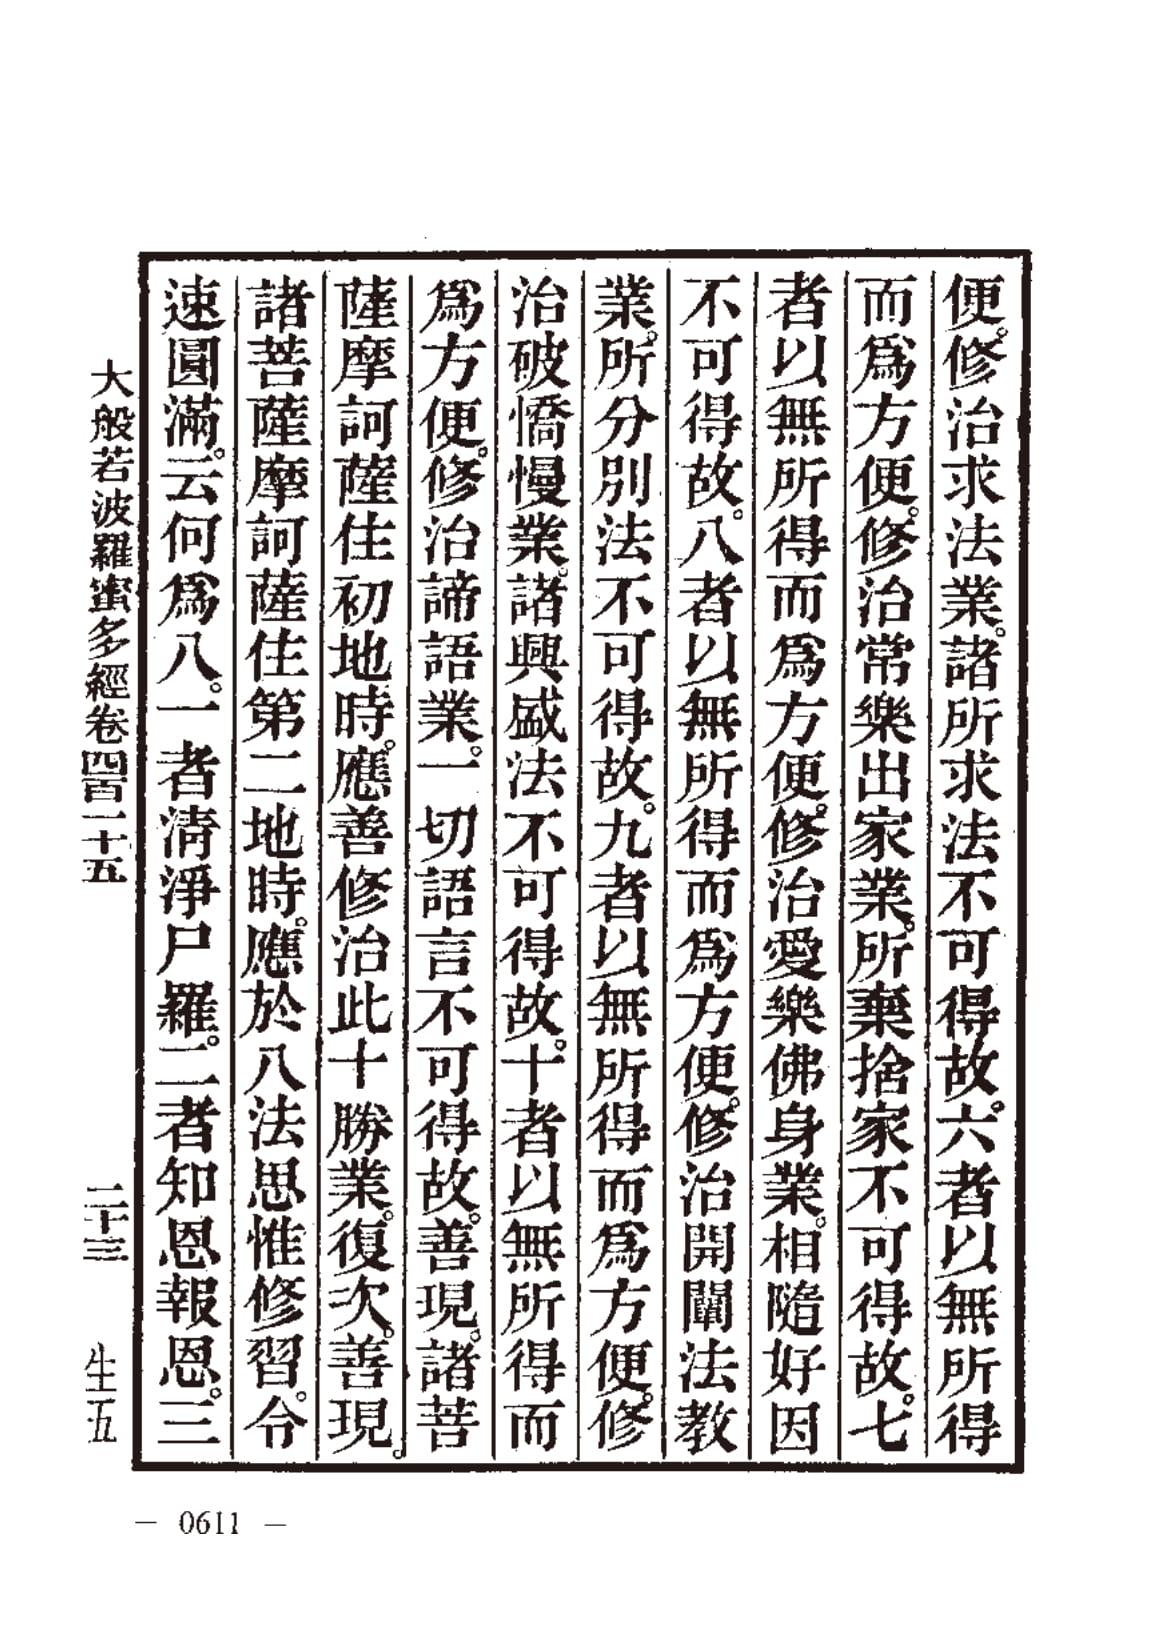 便。修治求法業。諸所求法不可得故。六者以無所得
而爲方便。修治常樂出家業。所棄捨家不可得故。七
者以無所得而爲方便。修治愛樂佛身業。相隨好因
不可得故。八者以無所得而爲方便。修治開闡法教
業。所分別法不可得故。九者以無所得而爲方便。修
治破憍慢業。諸興盛法不可得故。十者以無所得而
爲方便。修治諦語業。一切語言不可得故。善現。諸菩
薩摩訶薩住初地時。應善修治此十勝業。復次。善現。
諸菩薩摩訶薩住第二地時。應於八法思惟修習。令
速圓滿。云何爲八。一者清淨尸羅。二者知恩報恩。三
大般若波羅蜜多經卷四百一十五 二十三 生五
— 0611 —